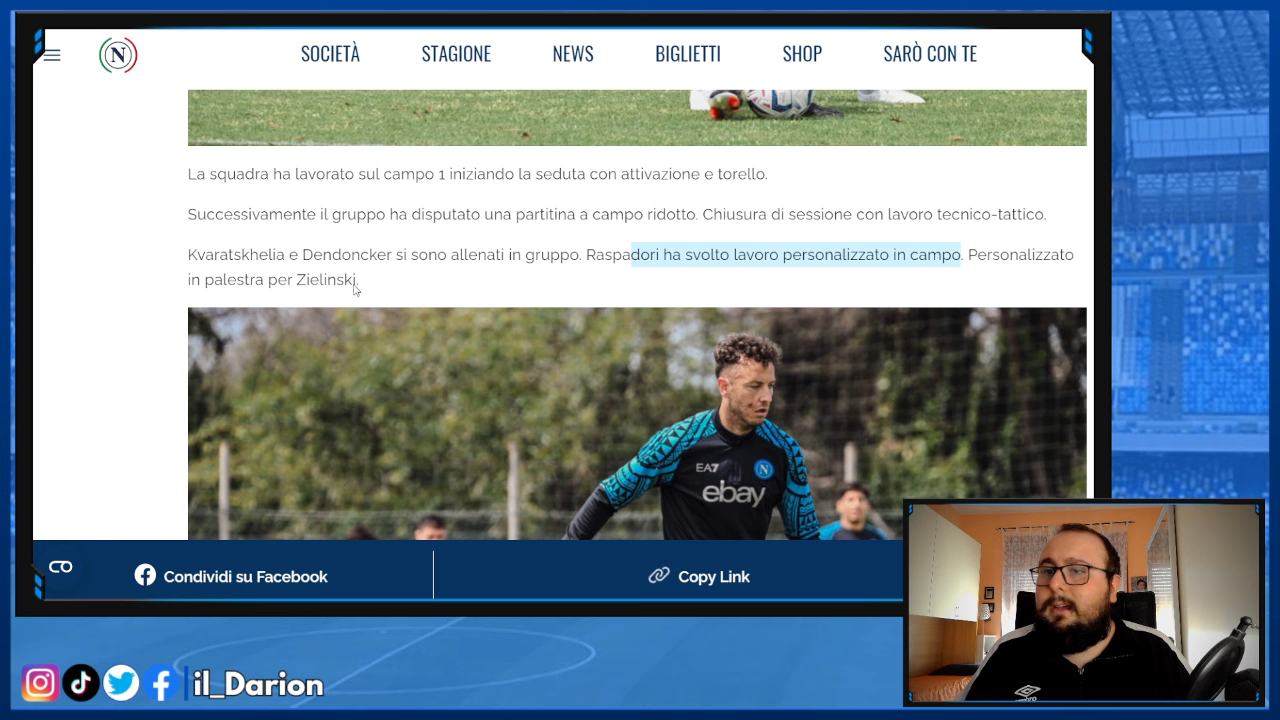 N
SOCIETÀ
STAGIONE
NEWS
BIGLIETTI
SHOP
SARÒ CON TE
La squadra ha lavorato sul campo 1 iniziando la seduta con attivazione e torello.
Successivamente il gruppo ha disputato una partitina a campo ridotto. Chiusura di sessione con lavoro tecnico-tattico.
Kvaratskhelia e Dendoncker si sono allenati in gruppo. Raspadori ha svolto lavoro personalizzato in campo. Personalizzato
in palestra per Zielinski.
EA7
N
ebay
Condividi su Facebook
Copy Link
il_Darion